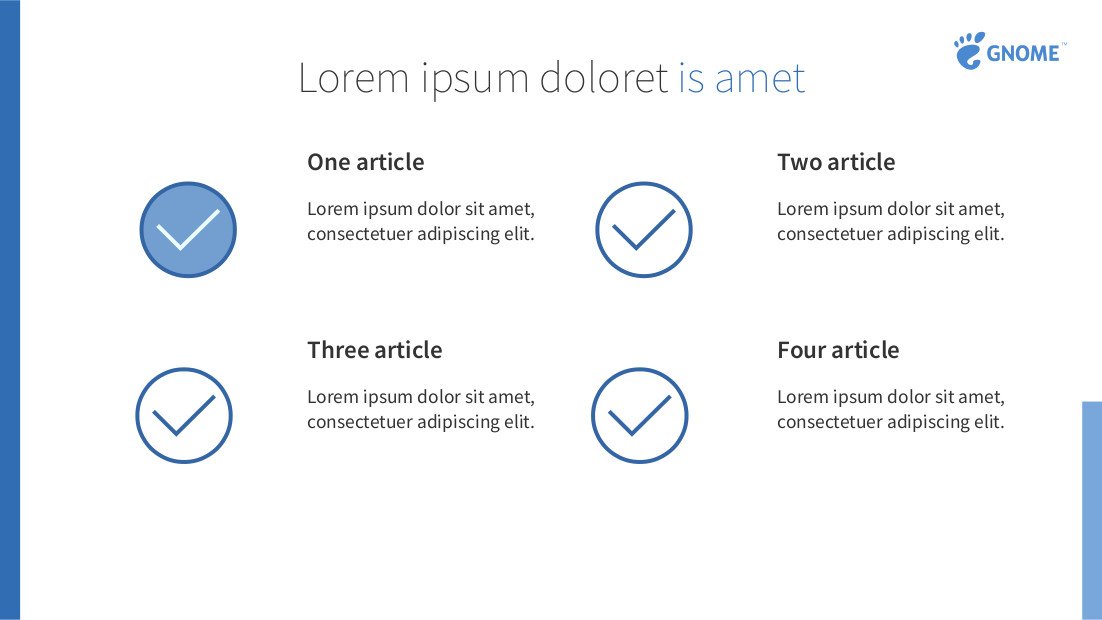 GNOME™
Lorem ipsum doloret is amet
One article
Lorem ipsum dolor sit amet,
consectetuer adipiscing elit.
Two article
Lorem ipsum dolor sit amet,
consectetuer adipiscing elit.
Three article
Lorem ipsum dolor sit amet,
consectetuer adipiscing elit.
Four article
Lorem ipsum dolor sit amet,
consectetuer adipiscing elit.